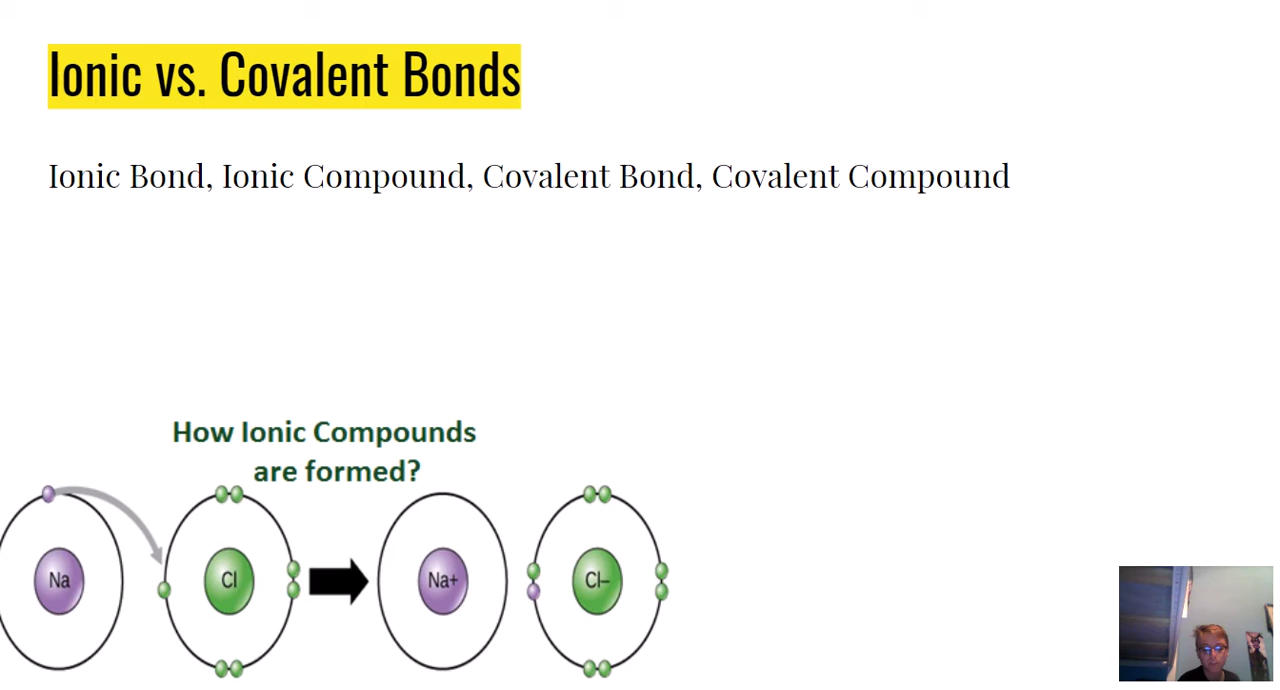 Ionic vs. Covalent Bonds
Ionic Bond, Ionic Compound, Covalent Bond, Covalent Compound
How Ionic Compounds
are formed?
Na
Cl
Na+
Cl–